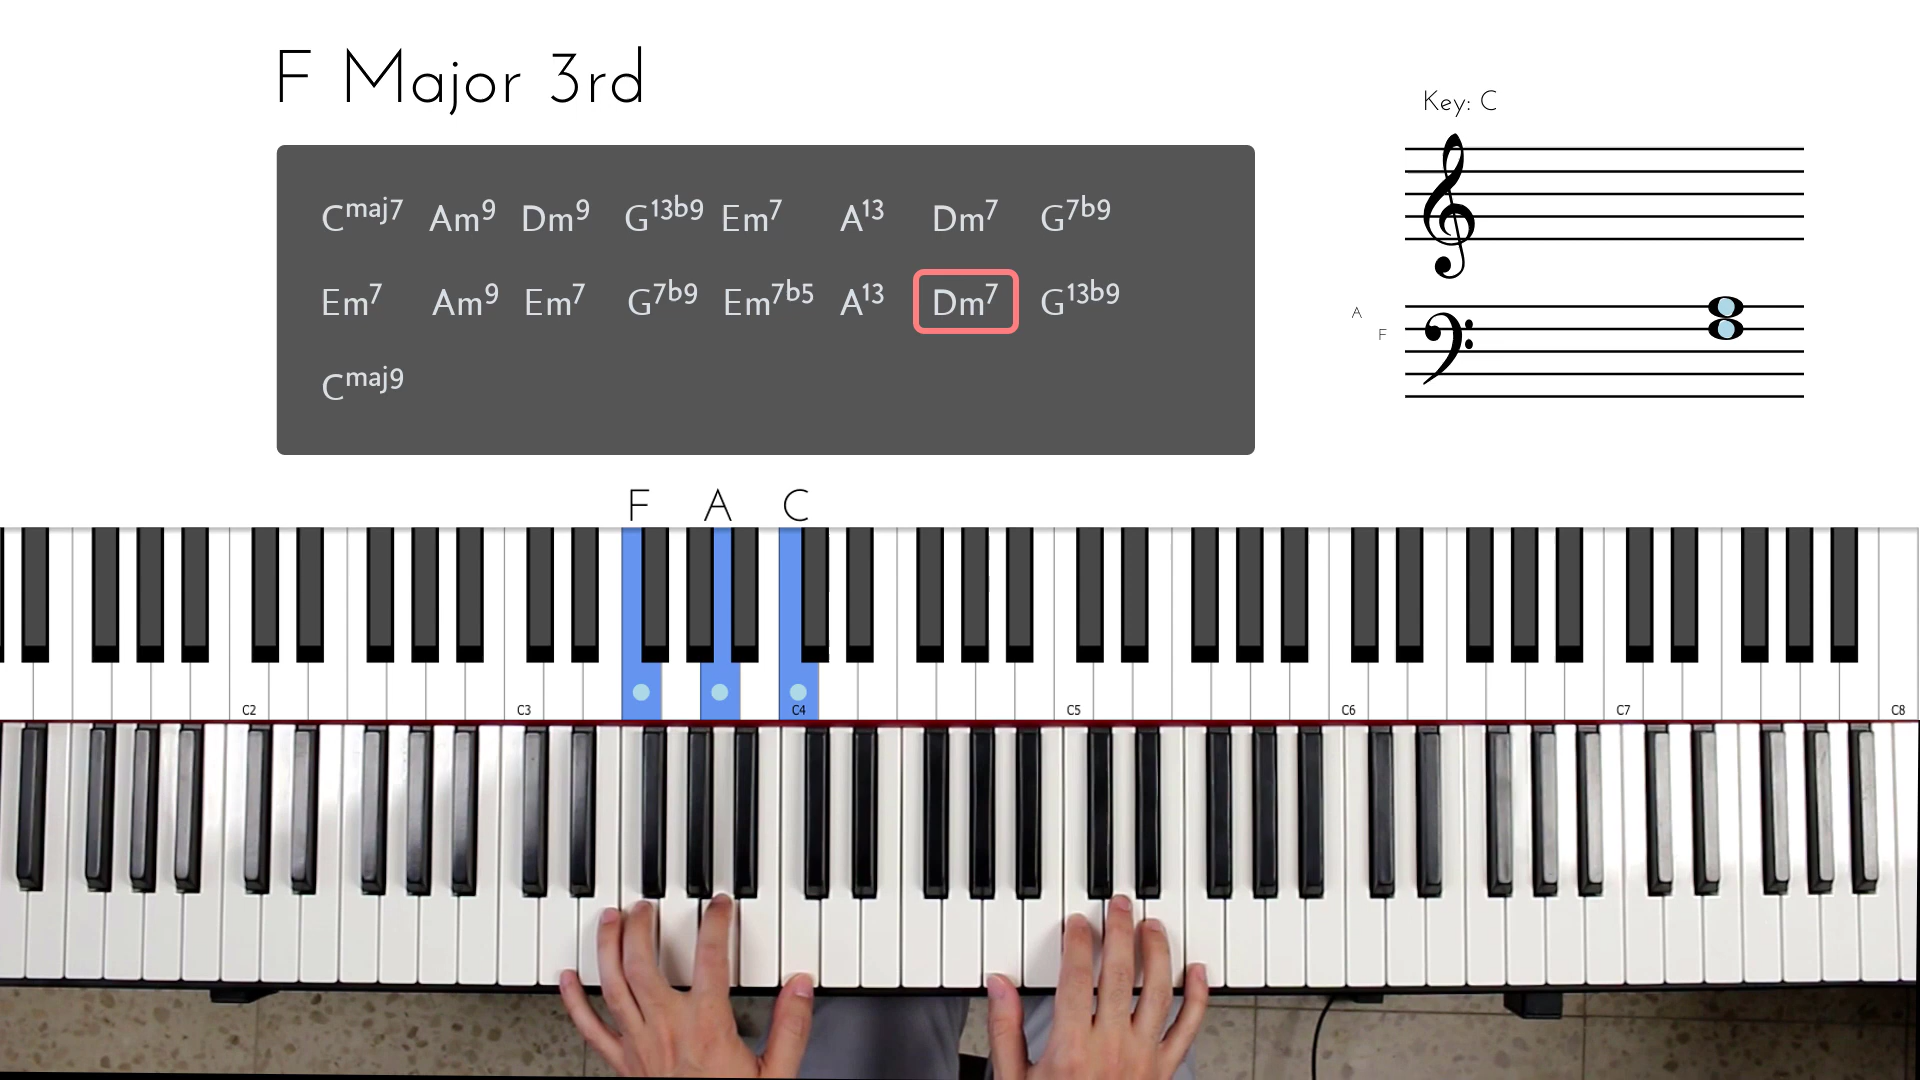 F Major 3rd
Key: C
Cmaj7 Am9 Dm9 G13b9 Em7 A13 Dm7 G7b9
Em7 Am9 Em7 G7b9 Em7b5 A13 Dm7 G13b9
Cmaj9
A
F
F A C
C2 C3 C4 C5 C6 C7 C8